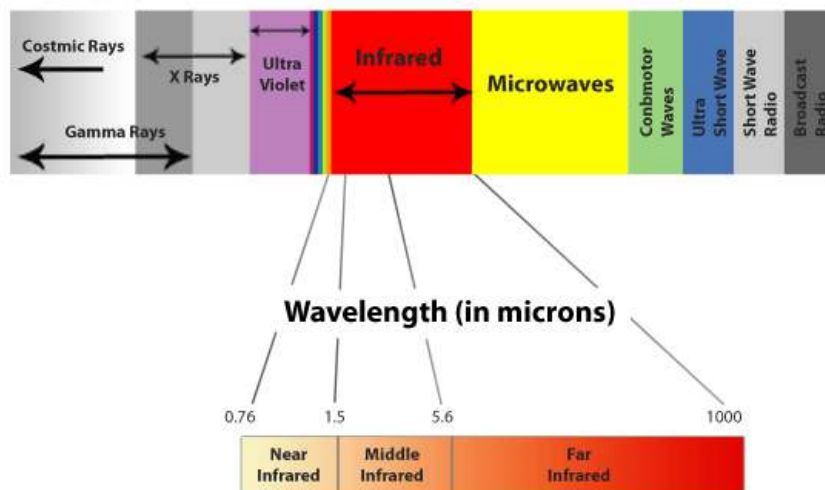 Costmic Rays
X Rays
Gamma Rays
Ultra
Violet
Infrared
Microwaves
Conbmotor
Waves
Ultra
Short Wave
Short Wave
Radio
Broadcast
Radio
Wavelength (in microns)
0.76
1.5
5.6
1000
Near
Infrared
Middle
Infrared
Far
Infrared